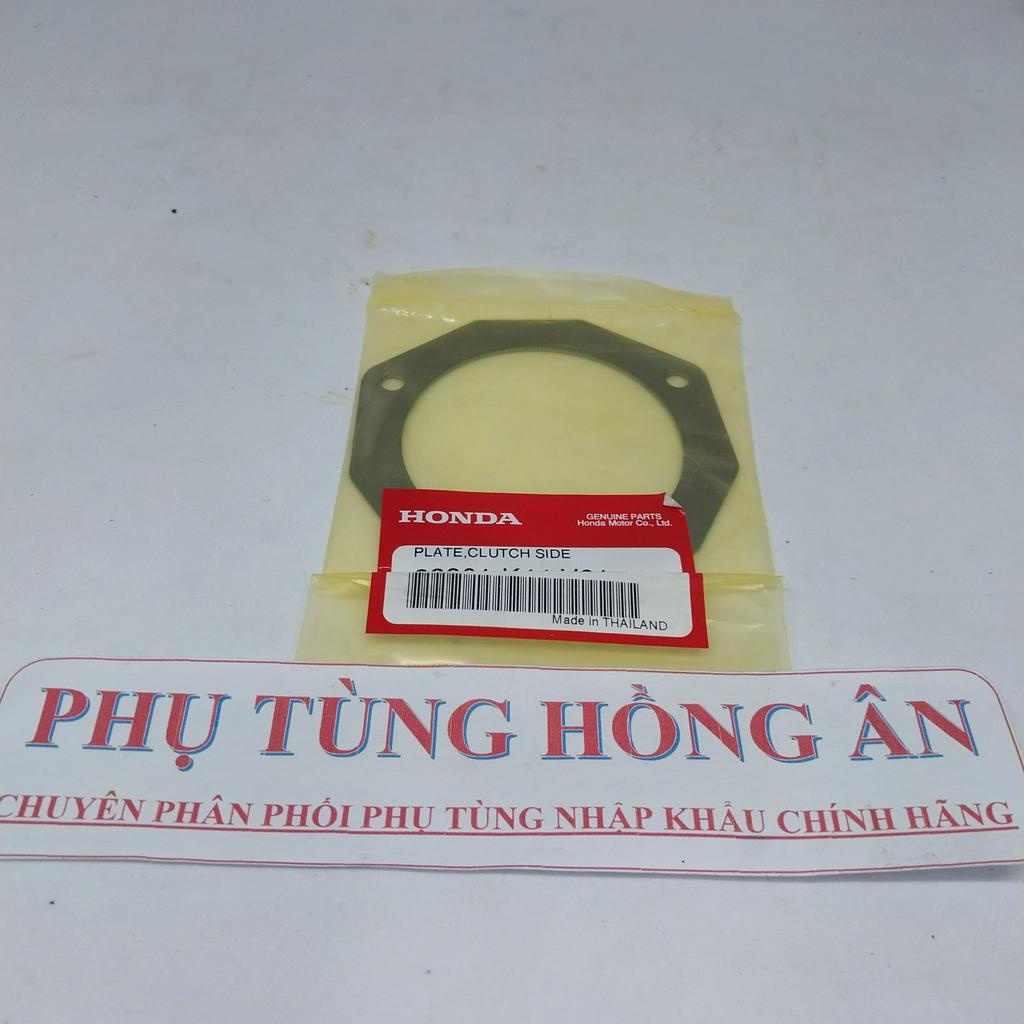 HONDA
GENUINE PARTS
Honda Motor Co., Ltd.
PLATE,CLUTCH SIDE
Made in THAILAND
PHỤ TÙNG HỒNG ÂN
CHUYÊN PHÂN PHỐI PHỤ TÙNG NHẬP KHẨU CHÍNH HÃNG